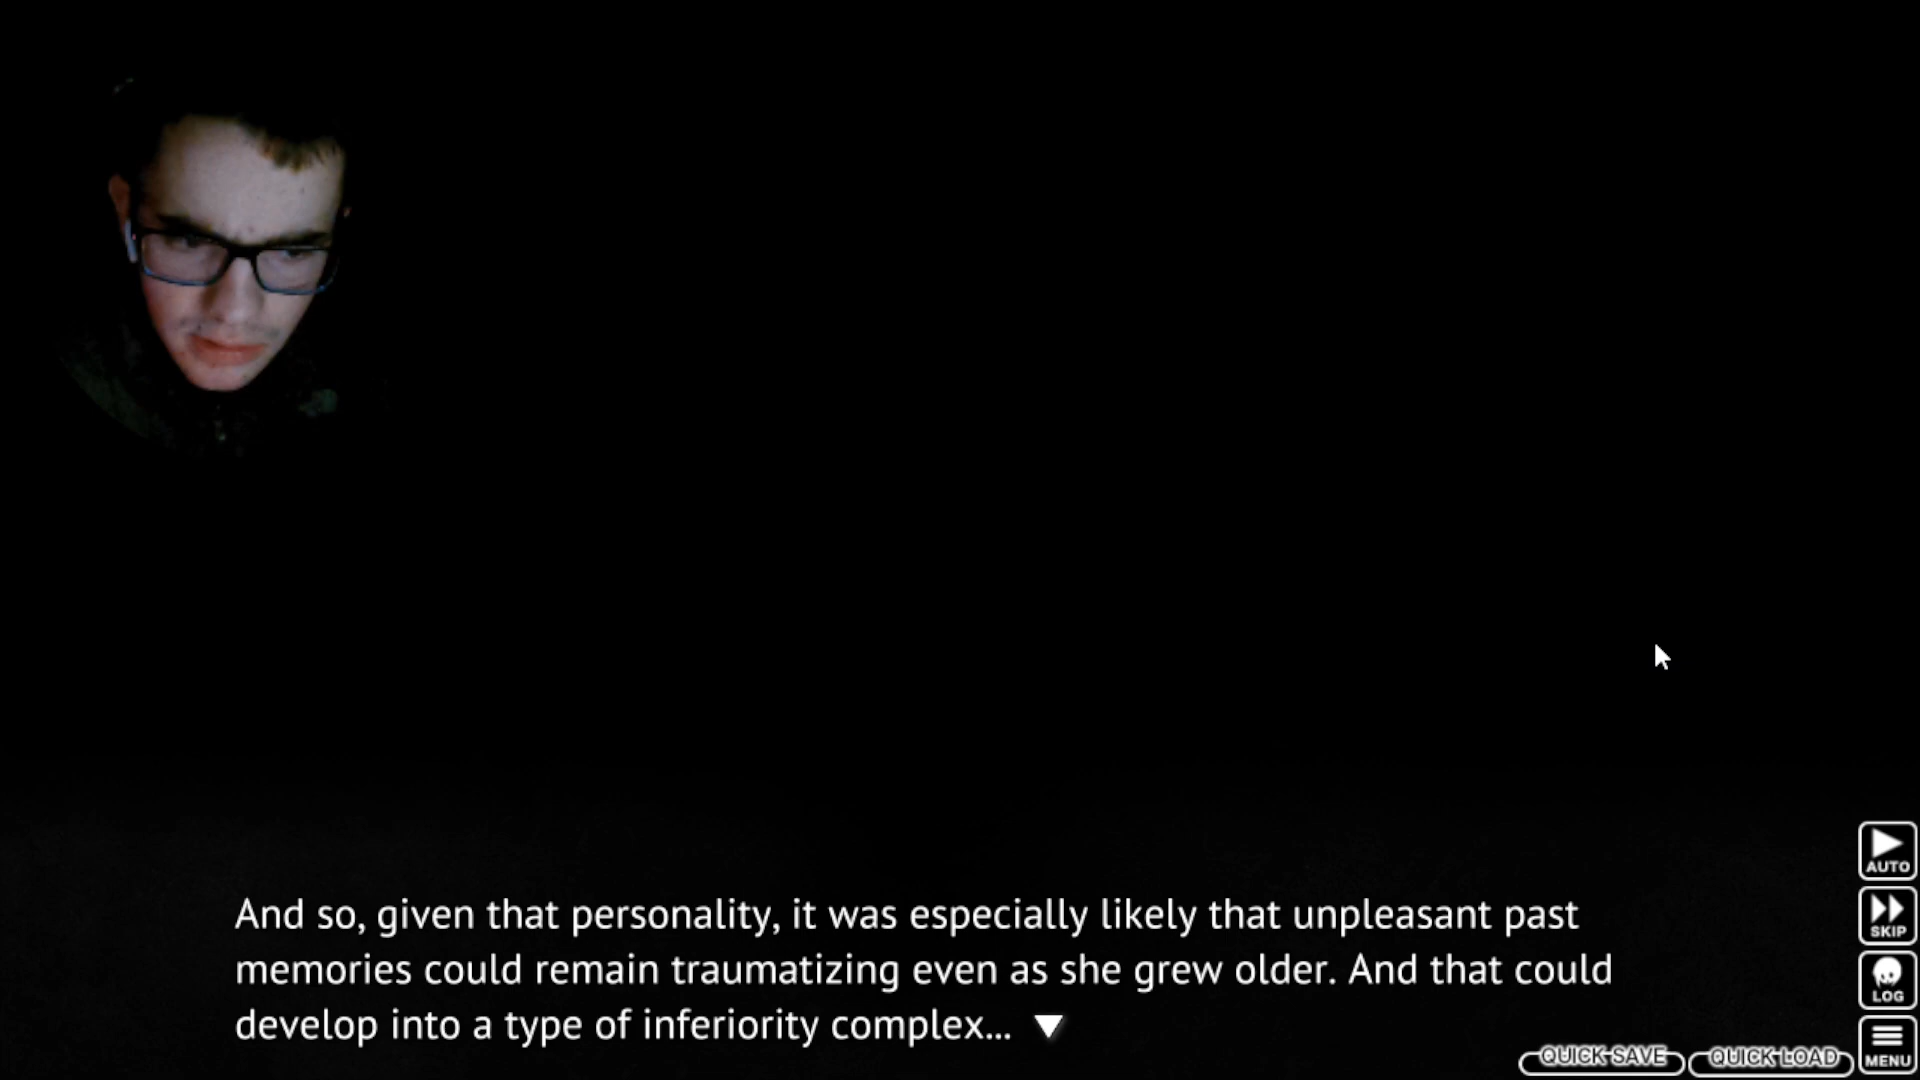 And so, given that personality, it was especially likely that unpleasant past
memories could remain traumatizing even as she grew older. And that could
develop into a type of inferiority complex...
AUTO
SKIP
LOG
MENU
QUICK SAVE
QUICK LOAD